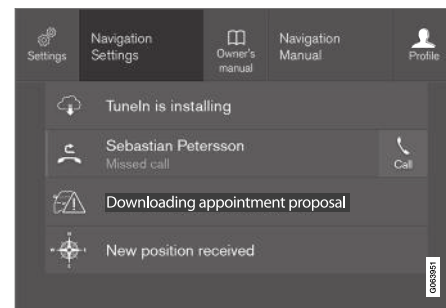 Settings
Navigation
Settings
Owner's
manual
Navigation
Manual
Profile
TuneIn is installing
Sebastian Petersson
Missed call
Call
Downloading appointment proposal
New position received
G063951